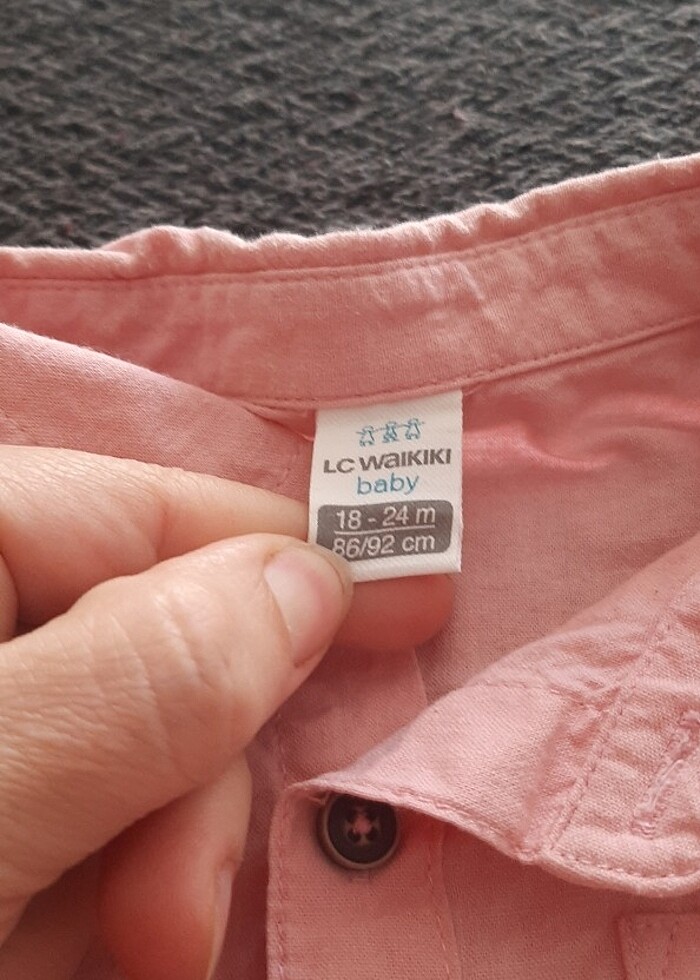 LC WAIKIKI
baby
18 - 24 m
86/92 cm